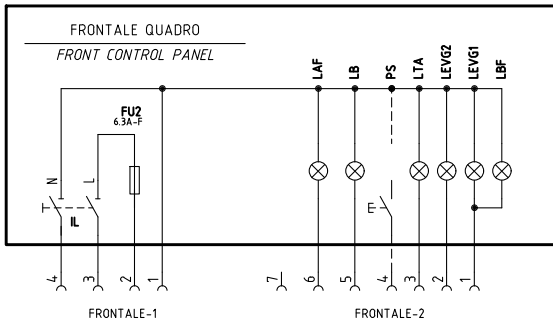 FRONTALE QUADRO
FRONT CONTROL PANEL
LAF
LB
PS
LTA
LEVG2
LEVG1
LBF
FU2
6.3A-F
N
L
IL
4
3
2
1
7
6
5
4
3
2
1
FRONTALE-1
FRONTALE-2